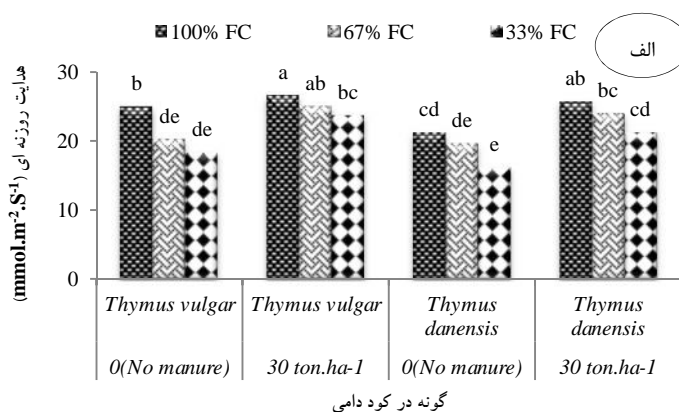 100% FC 67% FC 33% FC
الف
هدایت روزنه ای (mmol.m-2.S-1)
30
20
10
0
b de de a ab bc cd de e ab bc cd
Thymus vulgar Thymus vulgar Thymus danensis Thymus danensis
0(No manure) 30 ton.ha-1 0(No manure) 30 ton.ha-1
گونه در کود دامی